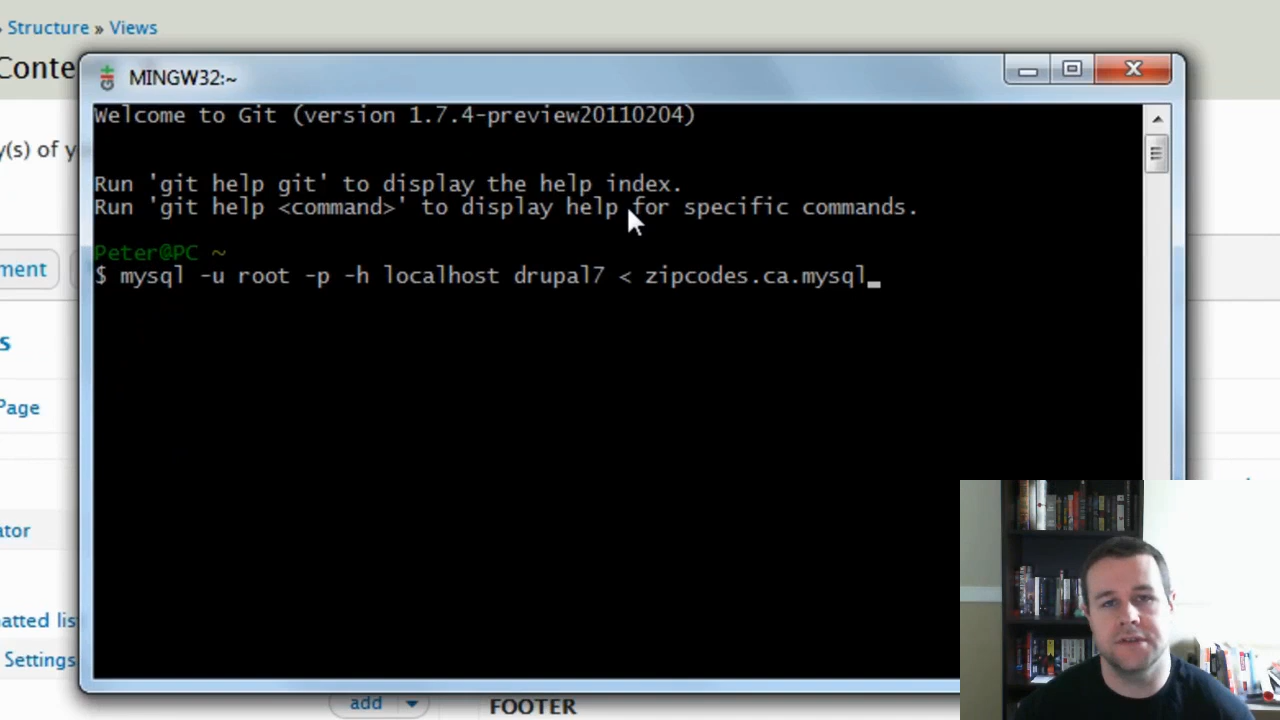 » Structure » Views
Conte
MINGW32:~
Welcome to Git (version 1.7.4-preview20110204)
y(s) of y
Run 'git help git' to display the help index.
Run 'git help <command>' to display help for specific commands.
Peter@PC ~
ment
$ mysql -u root -p -h localhost drupal7 < zipcodes.ca.mysql
s
Page
ator
atted lis
Settings
add
FOOTER